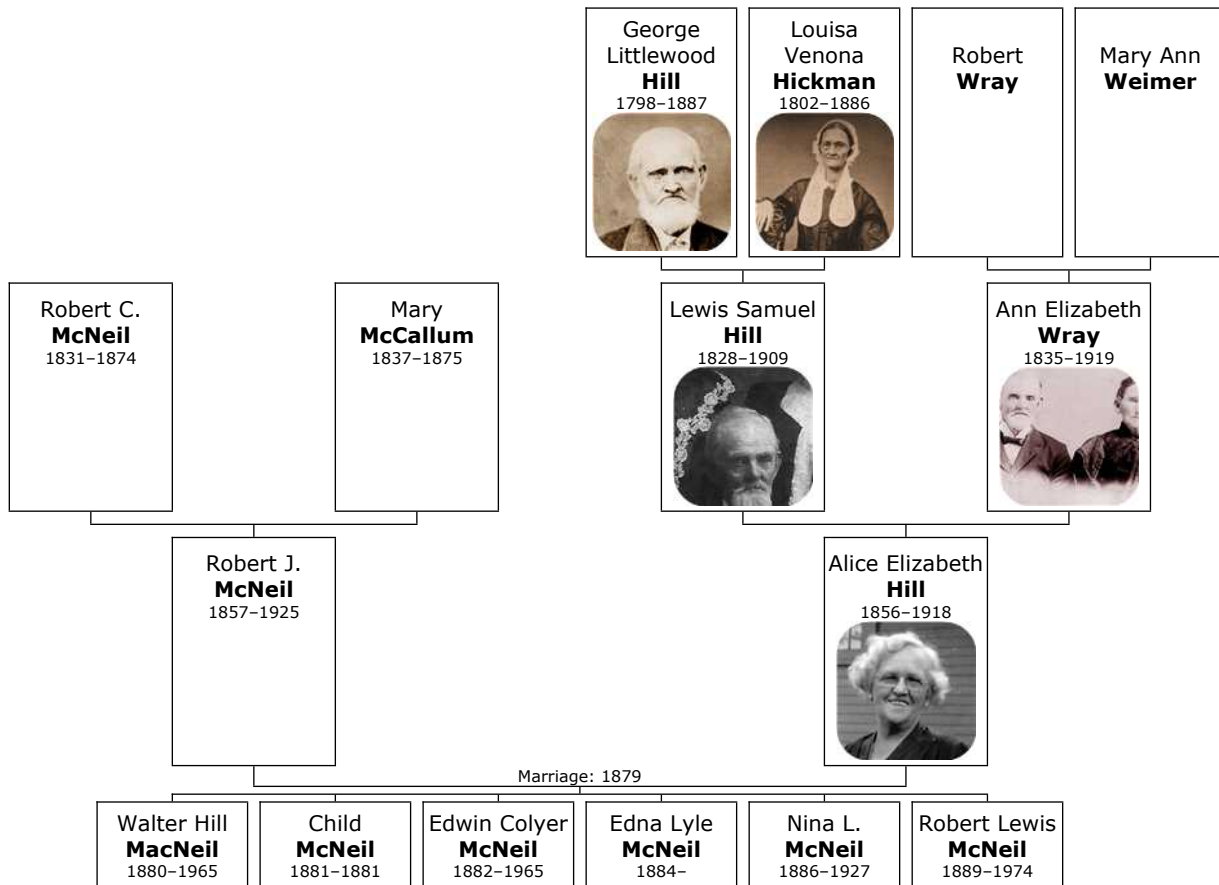 George
Littlewood
Hill
1798–1887
Louisa
Venona
Hickman
1802–1886
Robert
Wray
Mary Ann
Weimer
Robert C.
McNeil
1831–1874
Mary
McCallum
1837–1875
Lewis Samuel
Hill
1828–1909
Ann Elizabeth
Wray
1835–1919
Robert J.
McNeil
1857–1925
Alice Elizabeth
Hill
1856–1918
Marriage: 1879
Walter Hill
MacNeil
1880–1965
Child
McNeil
1881–1881
Edwin Colyer
McNeil
1882–1965
Edna Lyle
McNeil
1884–
Nina L.
McNeil
1886–1927
Robert Lewis
McNeil
1889–1974